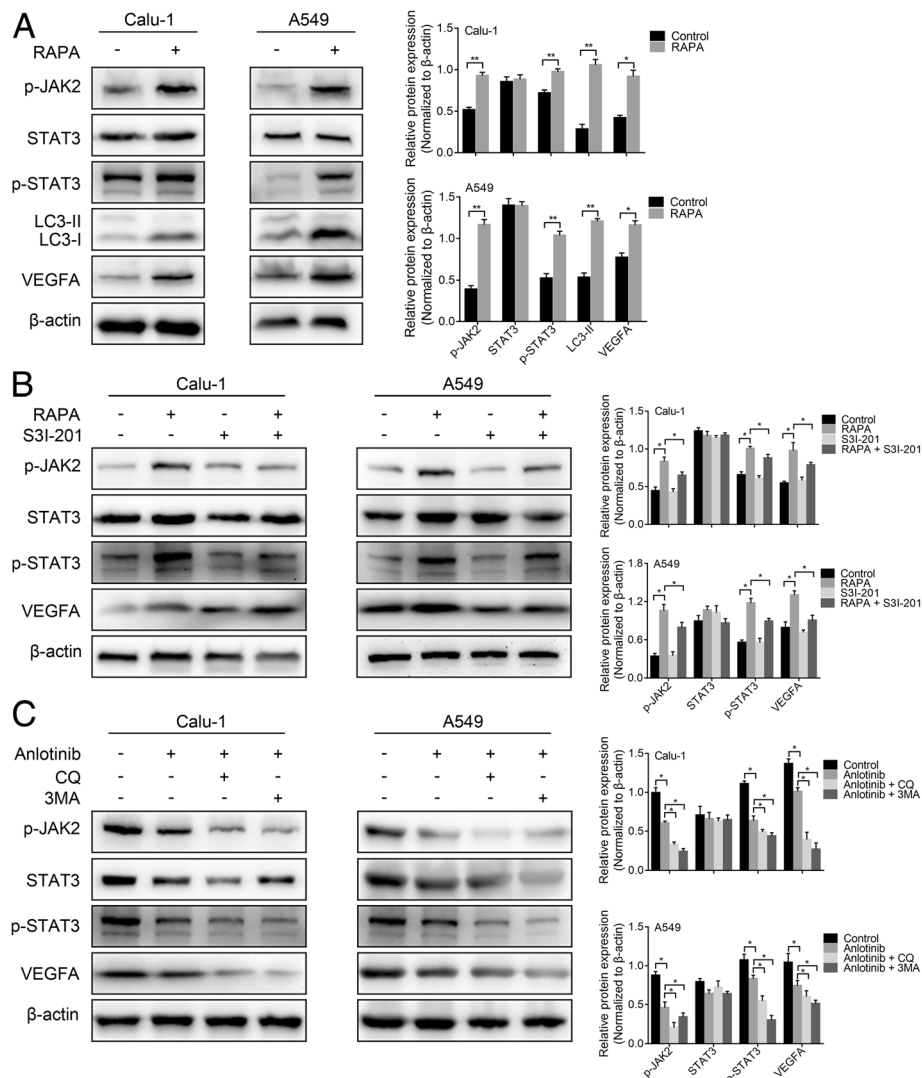 A
Calu-1
A549
RAPA - + - +
p-JAK2
STAT3
p-STAT3
LC3-II
LC3-I
VEGFA
β-actin
Relative protein expression
(Normalized to β-actin)
Calu-1
Control
RAPA
1.5
1.0
0.5
0.0
** ** ** *
Relative protein expression
(Normalized to β-actin)
A549
Control
RAPA
1.5
1.0
0.5
0.0
** ** ** *
p-JAK2 STAT3 p-STAT3 LC3-II VEGFA
B
Calu-1
A549
RAPA - + - + - + - +
S3I-201 - - + + - - + +
p-JAK2
STAT3
p-STAT3
VEGFA
β-actin
Relative protein expression
(Normalized to β-actin)
Calu-1
Control
RAPA
S3I-201
RAPA + S3I-201
1.5
1.0
0.5
0.0
* * * * * *
Relative protein expression
(Normalized to β-actin)
A549
Control
RAPA
S3I-201
RAPA + S3I-201
1.8
1.2
0.6
0.0
* * * * * *
p-JAK2 STAT3 p-STAT3 VEGFA
C
Calu-1
A549
Anlotinib - + + + - + + +
CQ - - + - - - + -
3MA - - - + - - - +
p-JAK2
STAT3
p-STAT3
VEGFA
β-actin
Relative protein expression
(Normalized to β-actin)
Calu-1
Control
Anlotinib
Anlotinib + CQ
Anlotinib + 3MA
1.5
1.0
0.5
0.0
* * * * * * * * *
Relative protein expression
(Normalized to β-actin)
A549
Control
Anlotinib
Anlotinib + CQ
Anlotinib + 3MA
1.5
1.0
0.5
0.0
* * * * * * * * *
p-JAK2 STAT3 p-STAT3 VEGFA